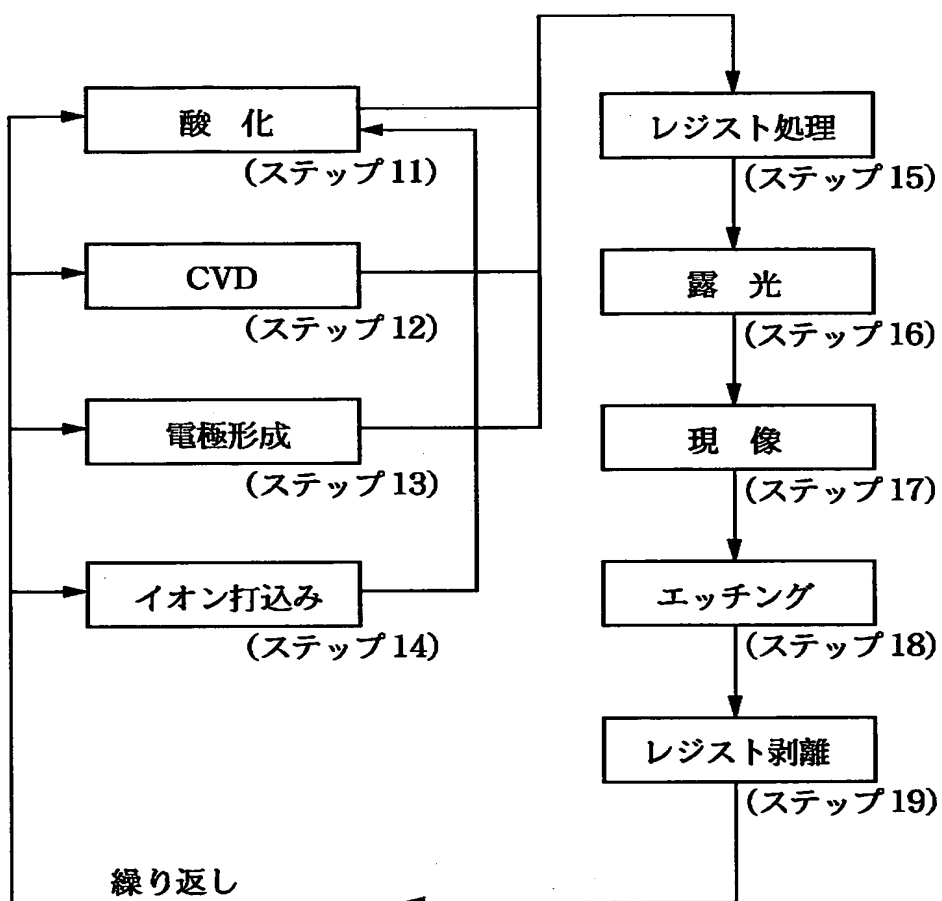 酸 化
(ステップ11)
CVD
(ステップ12)
電極形成
(ステップ13)
イオン打込み
(ステップ14)
レジスト処理
(ステップ15)
露 光
(ステップ16)
現 像
(ステップ17)
エッチング
(ステップ18)
レジスト剥離
(ステップ19)
繰り返し